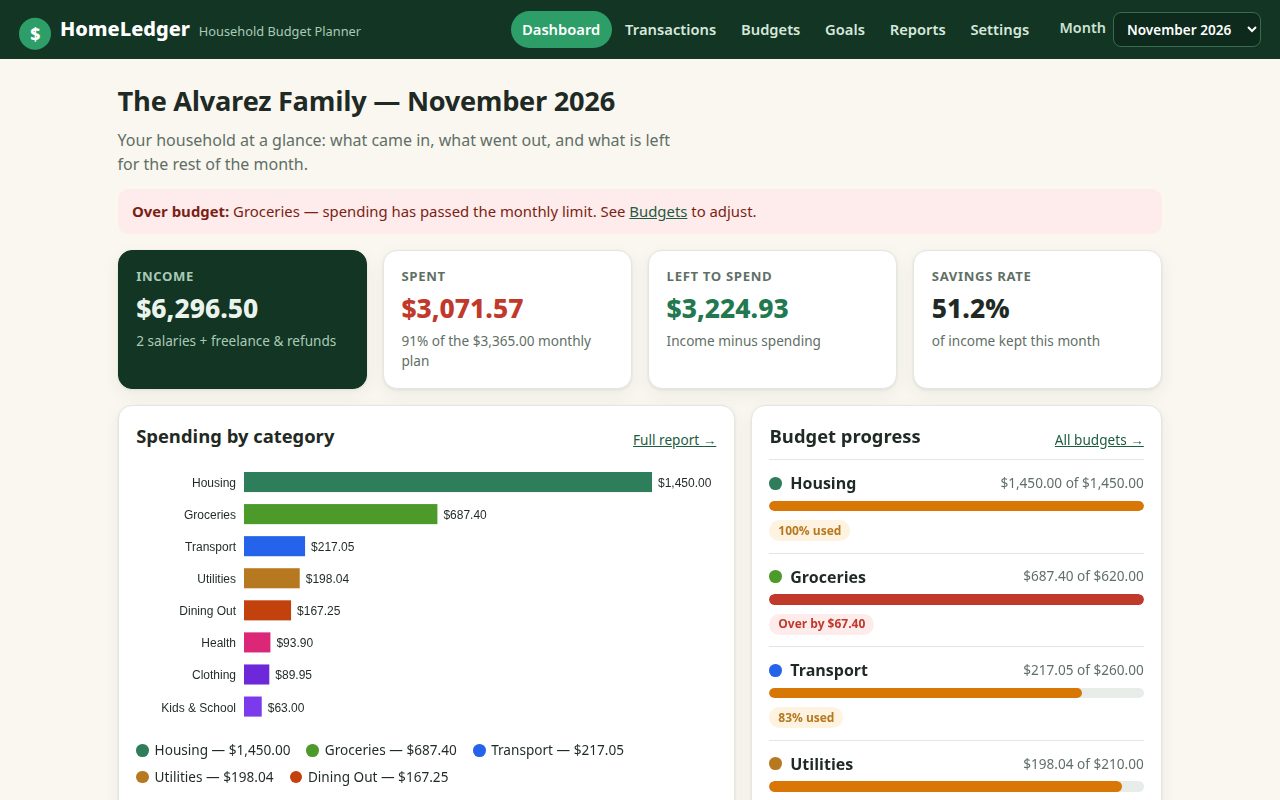 $ HomeLedger Household Budget Planner
Dashboard Transactions Budgets Goals Reports Settings Month November 2026
The Alvarez Family — November 2026
Your household at a glance: what came in, what went out, and what is left
for the rest of the month.
Over budget: Groceries — spending has passed the monthly limit. See Budgets to adjust.
INCOME
$6,296.50
2 salaries + freelance & refunds
SPENT
$3,071.57
91% of the $3,365.00 monthly
plan
LEFT TO SPEND
$3,224.93
Income minus spending
SAVINGS RATE
51.2%
of income kept this month
Spending by category
Full report →
Housing $1,450.00
Groceries $687.40
Transport $217.05
Utilities $198.04
Dining Out $167.25
Health $93.90
Clothing $89.95
Kids & School $63.00
Housing — $1,450.00 Groceries — $687.40 Transport — $217.05
Utilities — $198.04 Dining Out — $167.25
Budget progress
All budgets →
Housing $1,450.00 of $1,450.00
100% used
Groceries $687.40 of $620.00
Over by $67.40
Transport $217.05 of $260.00
83% used
Utilities $198.04 of $210.00